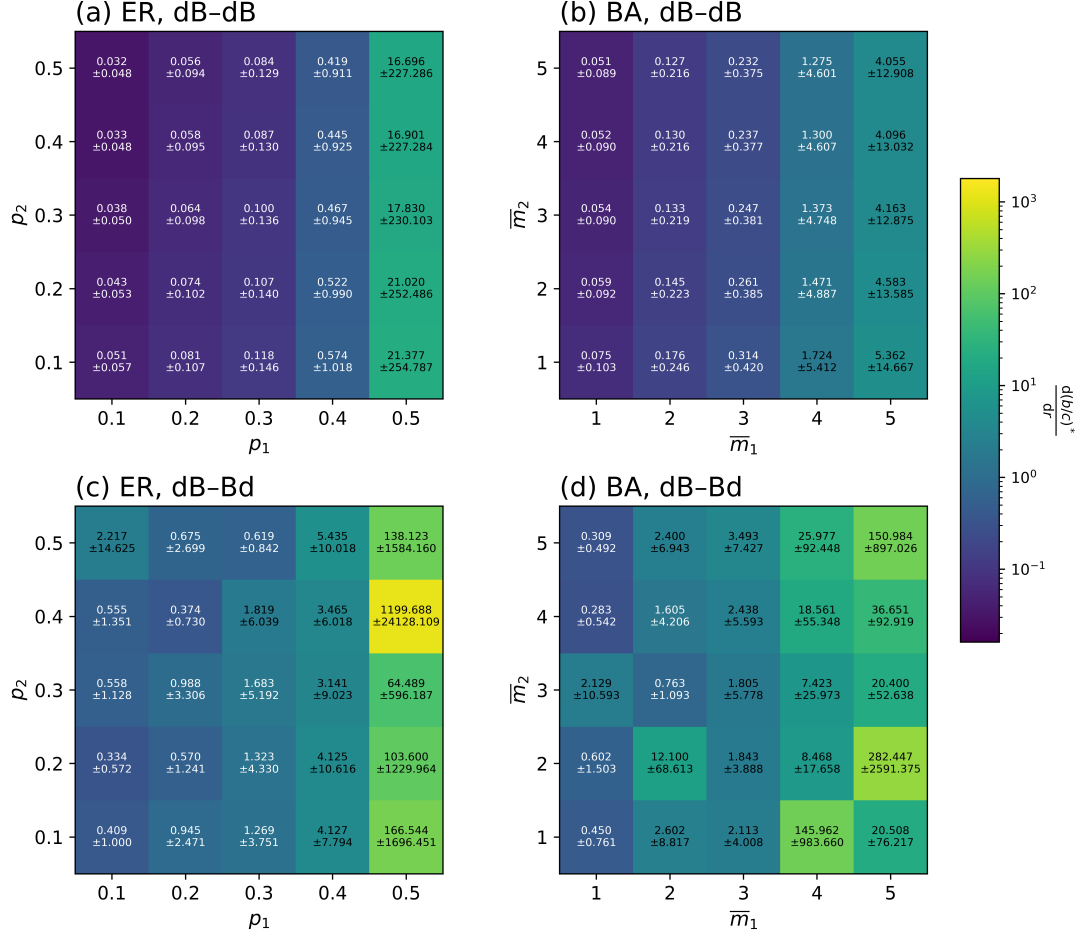 (a) ER, dB–dB
0.5
0.032 0.056 0.084 0.419 16.696
±0.048 ±0.094 ±0.129 ±0.911 ±227.286
0.4
0.033 0.058 0.087 0.445 16.901
±0.048 ±0.095 ±0.130 ±0.925 ±227.284
p₂
0.3
0.038 0.064 0.100 0.467 17.830
±0.050 ±0.098 ±0.136 ±0.945 ±230.103
0.2
0.043 0.074 0.107 0.522 21.020
±0.053 ±0.102 ±0.140 ±0.990 ±252.486
0.1
0.051 0.081 0.118 0.574 21.377
±0.057 ±0.107 ±0.146 ±1.018 ±254.787
0.1 0.2 0.3 0.4 0.5
p₁
(b) BA, dB–dB
5
0.051 0.127 0.232 1.275 4.055
±0.089 ±0.216 ±0.375 ±4.601 ±12.908
4
0.052 0.130 0.237 1.300 4.096
±0.090 ±0.216 ±0.377 ±4.607 ±13.032
m̅₂
3
0.054 0.133 0.247 1.373 4.163
±0.090 ±0.219 ±0.381 ±4.748 ±12.875
2
0.059 0.145 0.261 1.471 4.583
±0.092 ±0.223 ±0.385 ±4.887 ±13.585
1
0.075 0.176 0.314 1.724 5.362
±0.103 ±0.246 ±0.420 ±5.412 ±14.667
1 2 3 4 5
m̅₁
(c) ER, dB–Bd
0.5
2.217 0.675 0.619 5.435 138.123
±14.625 ±2.699 ±0.842 ±10.018 ±1584.160
0.4
0.555 0.374 1.819 3.465 1199.688
±1.351 ±0.730 ±6.039 ±6.018 ±24128.109
p₂
0.3
0.558 0.988 1.683 3.141 64.489
±1.128 ±3.306 ±5.192 ±9.023 ±596.187
0.2
0.334 0.570 1.323 4.125 103.600
±0.572 ±1.241 ±4.330 ±10.616 ±1229.964
0.1
0.409 0.945 1.269 4.127 166.544
±1.000 ±2.471 ±3.751 ±7.794 ±1696.451
0.1 0.2 0.3 0.4 0.5
p₁
(d) BA, dB–Bd
5
0.309 2.400 3.493 25.977 150.984
±0.492 ±6.943 ±7.427 ±92.448 ±897.026
4
0.283 1.605 2.438 18.561 36.651
±0.542 ±4.206 ±5.593 ±55.348 ±92.919
m̅₂
3
2.129 0.763 1.805 7.423 20.400
±10.593 ±1.093 ±5.778 ±25.973 ±52.638
2
0.602 12.100 1.843 8.468 282.447
±1.503 ±68.613 ±3.888 ±17.658 ±2591.375
1
0.450 2.602 2.113 145.962 20.508
±0.761 ±8.817 ±4.008 ±983.660 ±76.217
1 2 3 4 5
m̅₁
10³
10²
10¹
10⁰
10⁻¹
d(b/c)*
dr